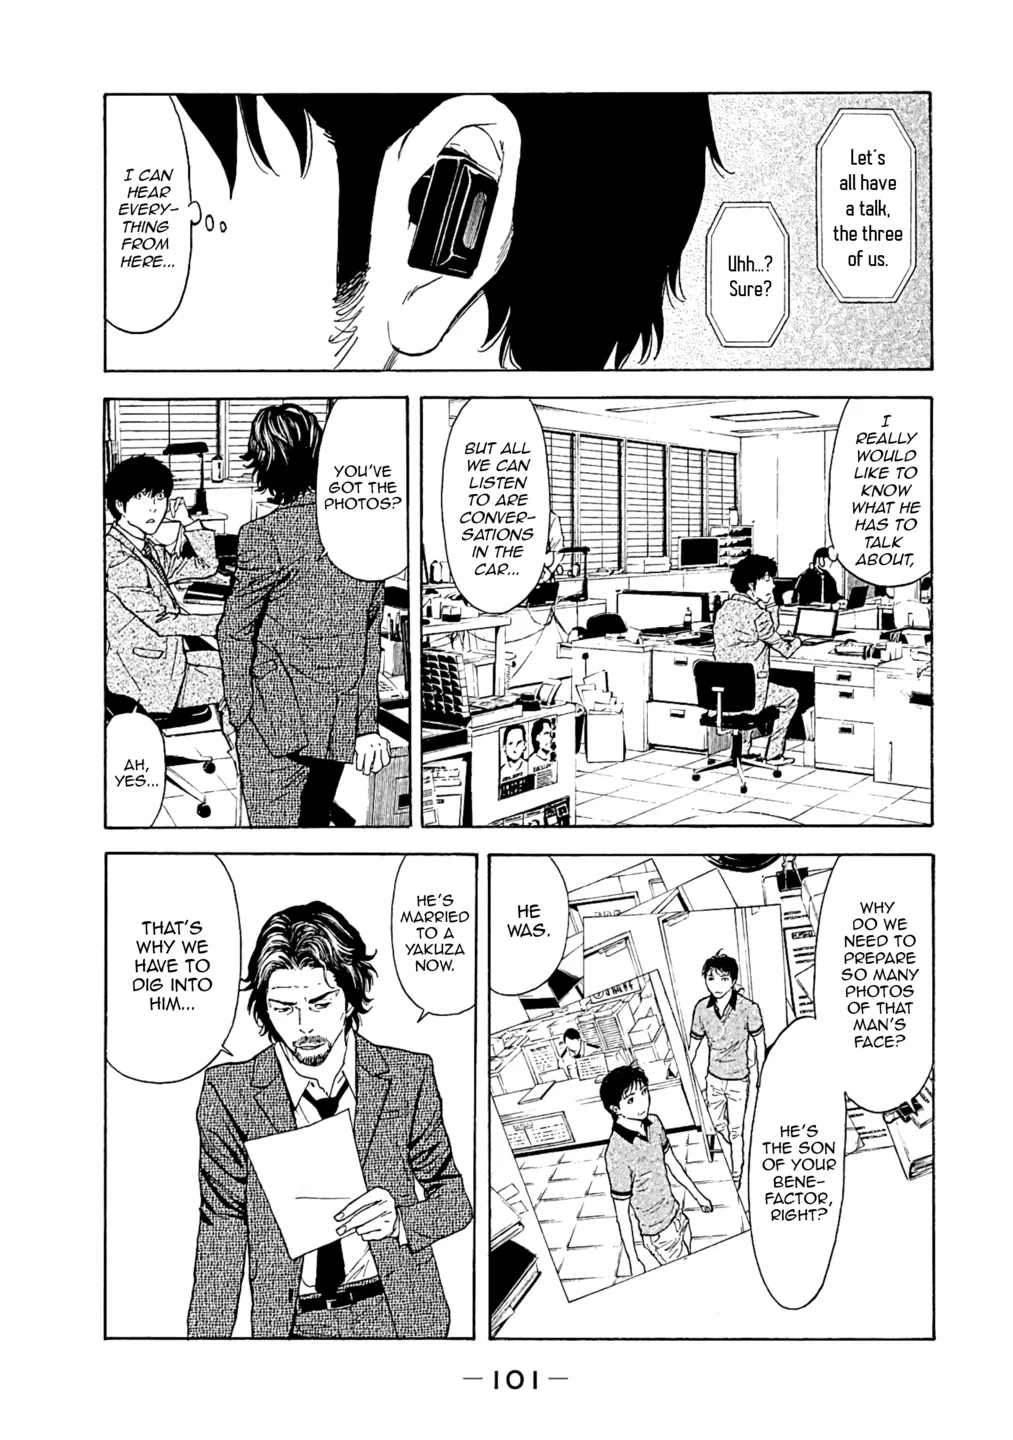 Let's
all have
a talk,
the three
of us.
Uhh...?
Sure?
I CAN
HEAR
EVERY-
THING
FROM
HERE...
I
REALLY
WOULD
LIKE TO
KNOW
WHAT HE
HAS TO
TALK
ABOUT,
BUT ALL
WE CAN
LISTEN
TO ARE
CONVER-
SATIONS
IN THE
CAR...
YOU'VE
GOT THE
PHOTOS?
AH,
YES...
WHY
DO WE
NEED TO
PREPARE
SO MANY
PHOTOS
OF THAT
MAN'S
FACE?
HE'S
THE SON
OF YOUR
BENE-
FACTOR,
RIGHT?
HE
WAS.
HE'S
MARRIED
TO A
YAKUZA
NOW.
THAT'S
WHY WE
HAVE TO
DIG INTO
HIM...
— 101 —